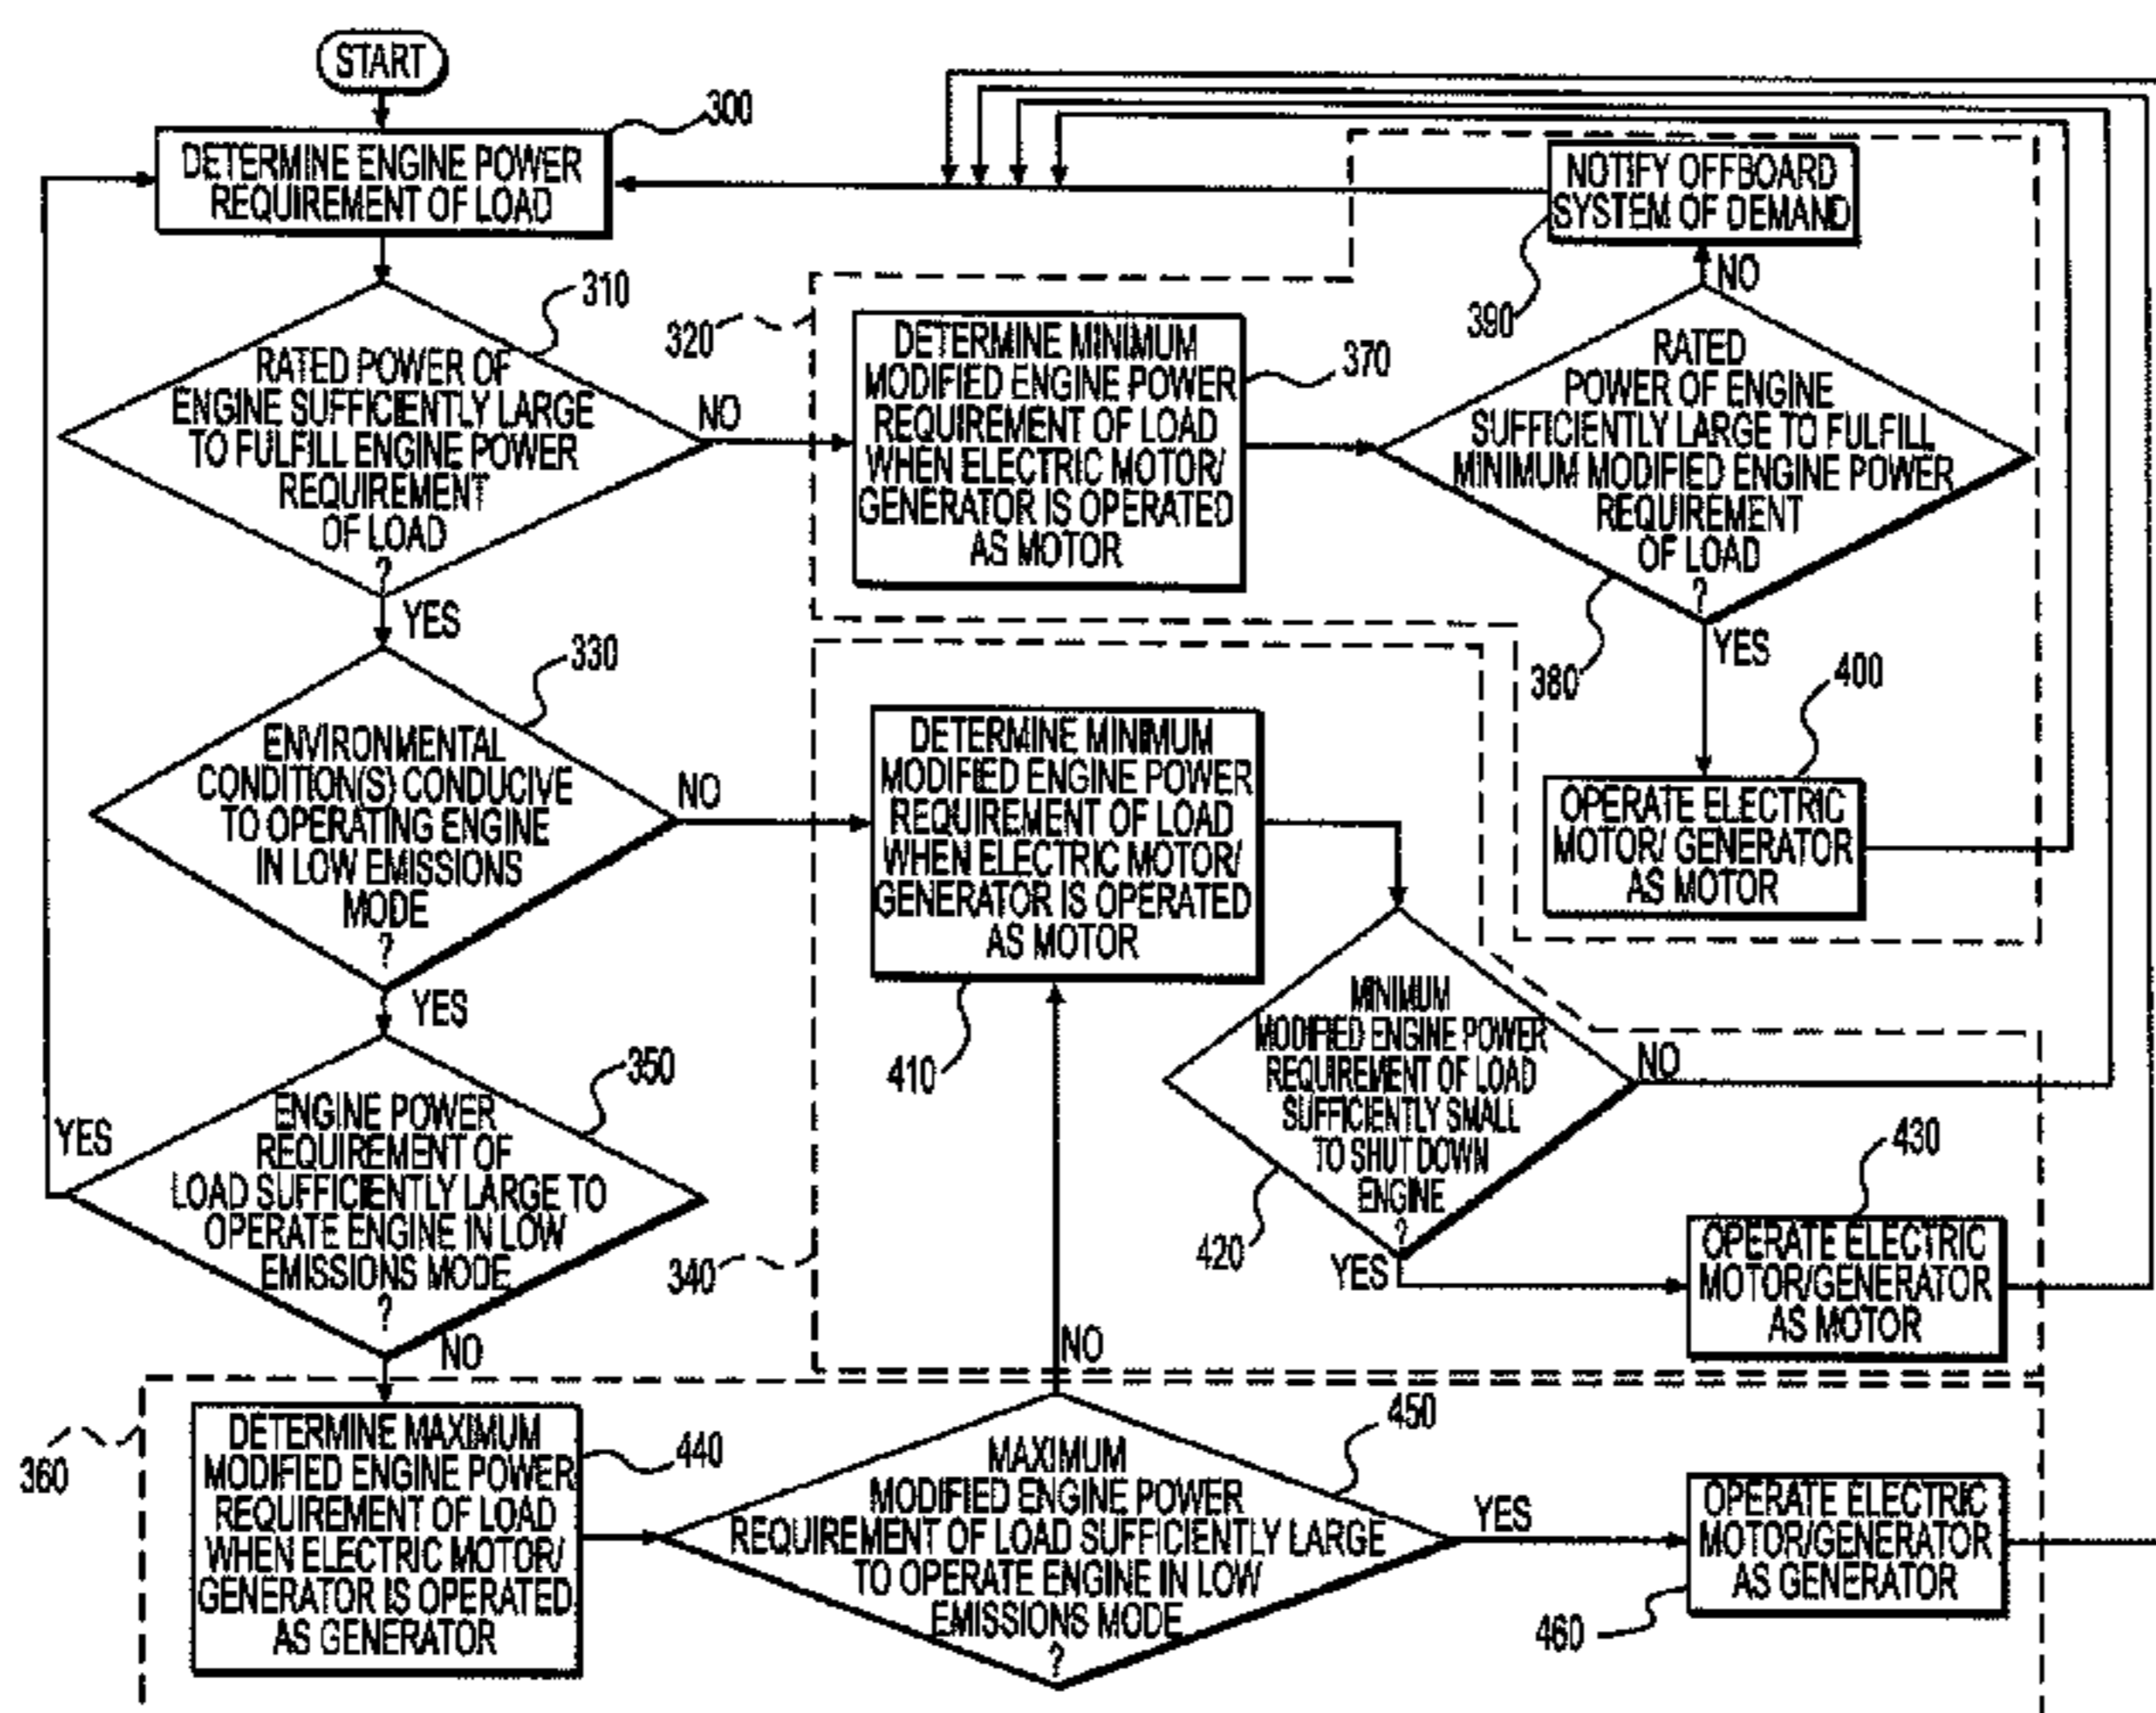 START
300
DETERMINE ENGINE POWER
REQUIREMENT OF LOAD
310
RATED POWER OF
ENGINE SUFFICIENTLY LARGE
TO FULFILL ENGINE POWER
REQUIREMENT
OF LOAD
?
NO
YES
320
DETERMINE MINIMUM
MODIFIED ENGINE POWER
REQUIREMENT OF LOAD
WHEN ELECTRIC MOTOR/
GENERATOR IS OPERATED
AS MOTOR
370
NOTIFY OFFBOARD
SYSTEM OF DEMAND
390
NO
RATED
POWER OF ENGINE
SUFFICIENTLY LARGE TO FULFILL
MINIMUM MODIFIED ENGINE POWER
REQUIREMENT
OF LOAD
?
380
YES
400
OPERATE ELECTRIC
MOTOR/ GENERATOR
AS MOTOR
330
ENVIRONMENTAL
CONDITION(S) CONDUCIVE
TO OPERATING ENGINE
IN LOW EMISSIONS
MODE
?
NO
YES
DETERMINE MINIMUM
MODIFIED ENGINE POWER
REQUIREMENT OF LOAD
WHEN ELECTRIC MOTOR/
GENERATOR IS OPERATED
AS MOTOR
410
MINIMUM
MODIFIED ENGINE POWER
REQUIREMENT OF LOAD
SUFFICIENTLY SMALL
TO SHUT DOWN
ENGINE
?
NO
420
YES
430
OPERATE ELECTRIC
MOTOR/GENERATOR
AS MOTOR
340
350
ENGINE POWER
REQUIREMENT OF
LOAD SUFFICIENTLY LARGE TO
OPERATE ENGINE IN LOW
EMISSIONS MODE
?
YES
NO
360
DETERMINE MAXIMUM
MODIFIED ENGINE POWER
REQUIREMENT OF LOAD
WHEN ELECTRIC MOTOR/
GENERATOR IS OPERATED
AS GENERATOR
440
NO
450
MAXIMUM
MODIFIED ENGINE POWER
REQUIREMENT OF LOAD SUFFICIENTLY LARGE
TO OPERATE ENGINE IN LOW
EMISSIONS MODE
?
YES
OPERATE ELECTRIC
MOTOR/GENERATOR
AS GENERATOR
460